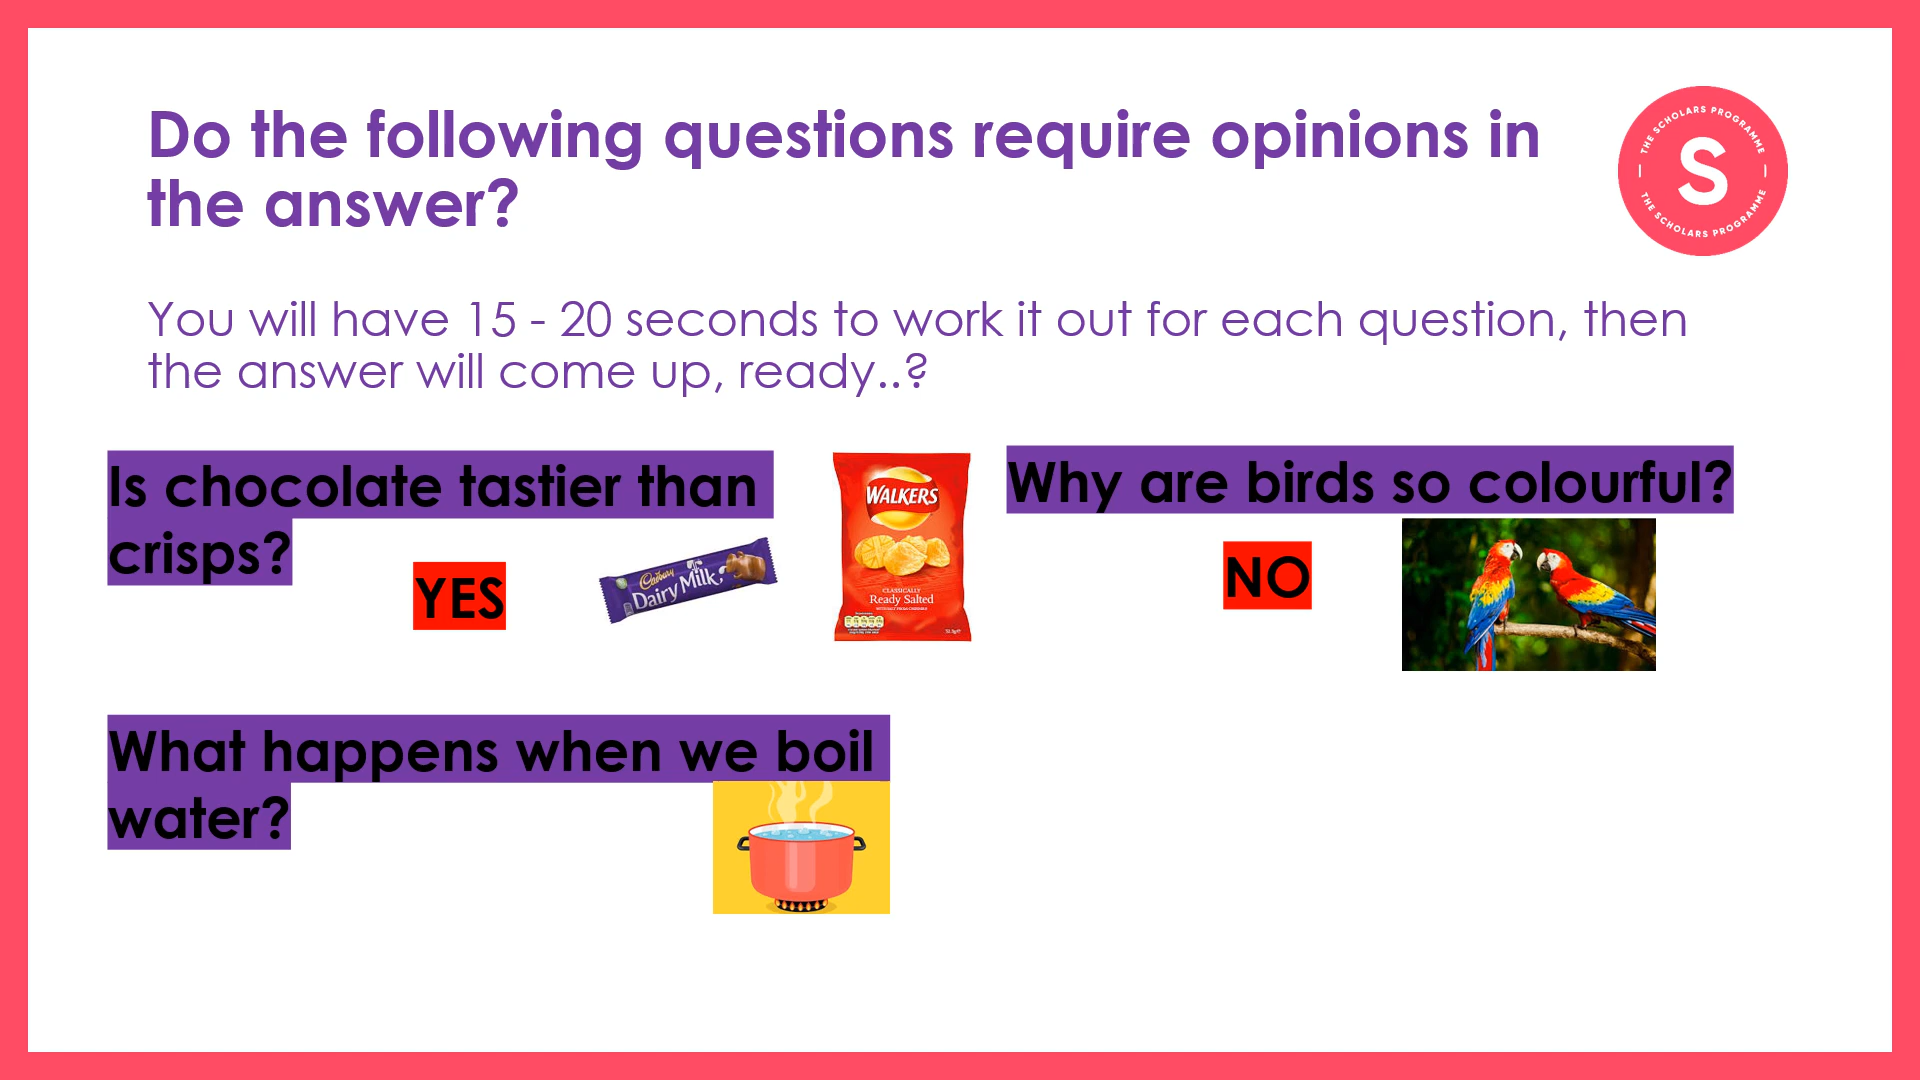 Do the following questions require opinions in
the answer?
THE SCHOLARS PROGRAMME
S
THE SCHOLARS PROGRAMME
You will have 15 - 20 seconds to work it out for each question, then
the answer will come up, ready..?
Is chocolate tastier than
crisps?
YES
Cadbury
Dairy Milk
WALKERS
CLASSICALLY
Ready Salted
Why are birds so colourful?
NO
What happens when we boil
water?